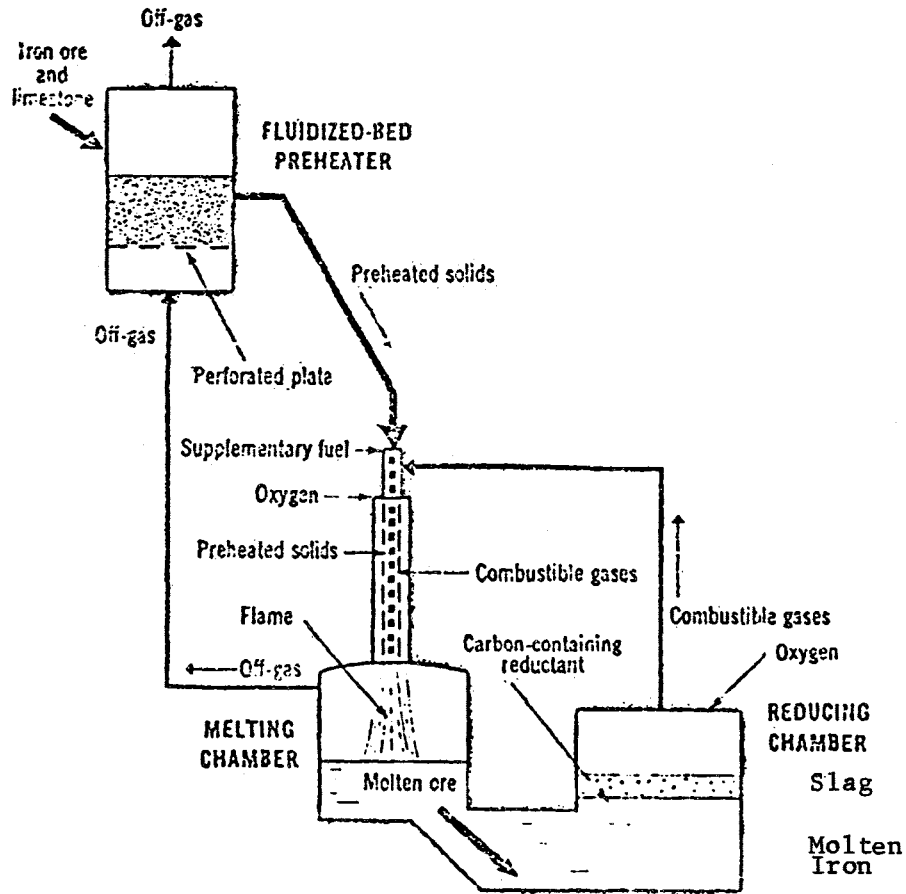 Off-gas
Iron ore
and
limestone
FLUIDIZED-BED
PREHEATER
Preheated solids
Off-gas
Perforated plate
Supplementary fuel
Oxygen
Preheated solids
Combustible gases
Flame
Combustible gases
Carbon-containing
reductant
Oxygen
Off-gas
MELTING
CHAMBER
REDUCING
CHAMBER
Molten ore
Slag
Molten
Iron